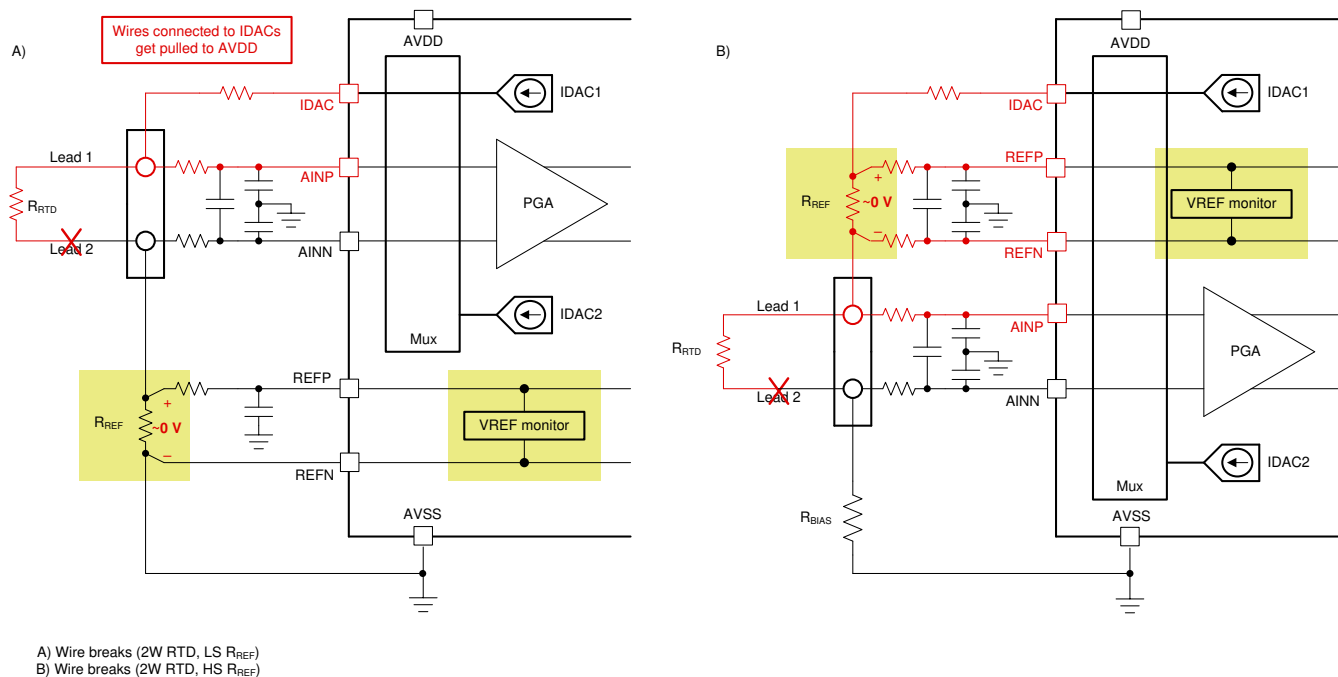 A)
Wires connected to IDACs
get pulled to AVDD
AVDD
IDAC
IDAC1
Lead 1
AINP
RRTD
PGA
Lead 2
AINN
IDAC2
Mux
REFP
+
RREF
~0 V
VREF monitor
–
REFN
AVSS
B)
AVDD
IDAC
IDAC1
REFP
+
RREF
~0 V
VREF monitor
–
REFN
Lead 1
AINP
RRTD
PGA
Lead 2
AINN
IDAC2
Mux
RBIAS
AVSS
A) Wire breaks (2W RTD, LS RREF)
B) Wire breaks (2W RTD, HS RREF)